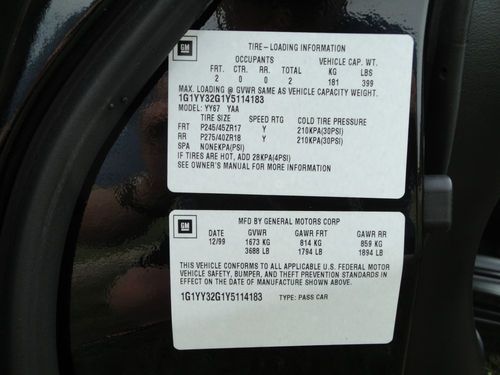 GM
TIRE-LOADING INFORMATION
OCCUPANTS VEHICLE CAP. WT.
FRT. CTR. RR. TOTAL KG LBS
2 0 0 2 181 399
MAX. LOADING @ GVWR SAME AS VEHICLE CAPACITY WEIGHT.
1G1YY32G1Y5114183
MODEL: YY67 YAA
TIRE SIZE SPEED RTG COLD TIRE PRESSURE
FRT P245/45ZR17 Y 210KPA(30PSI)
RR P275/40ZR18 Y 210KPA(30PSI)
SPA NONEKPA(PSI)
IF TIRES ARE HOT, ADD 28KPA(4PSI)
SEE OWNER'S MANUAL FOR MORE INFORMATION
GM
MFD BY GENERAL MOTORS CORP
DATE GVWR GAWR FRT GAWR RR
12/99 1673 KG 814 KG 859 KG
3688 LB 1794 LB 1894 LB
THIS VEHICLE CONFORMS TO ALL APPLICABLE U.S. FEDERAL MOTOR
VEHICLE SAFETY, BUMPER, AND THEFT PREVENTION STANDARDS IN
EFFECT ON THE DATE OF MANUFACTURE SHOWN ABOVE.
1G1YY32G1Y5114183 TYPE: PASS CAR